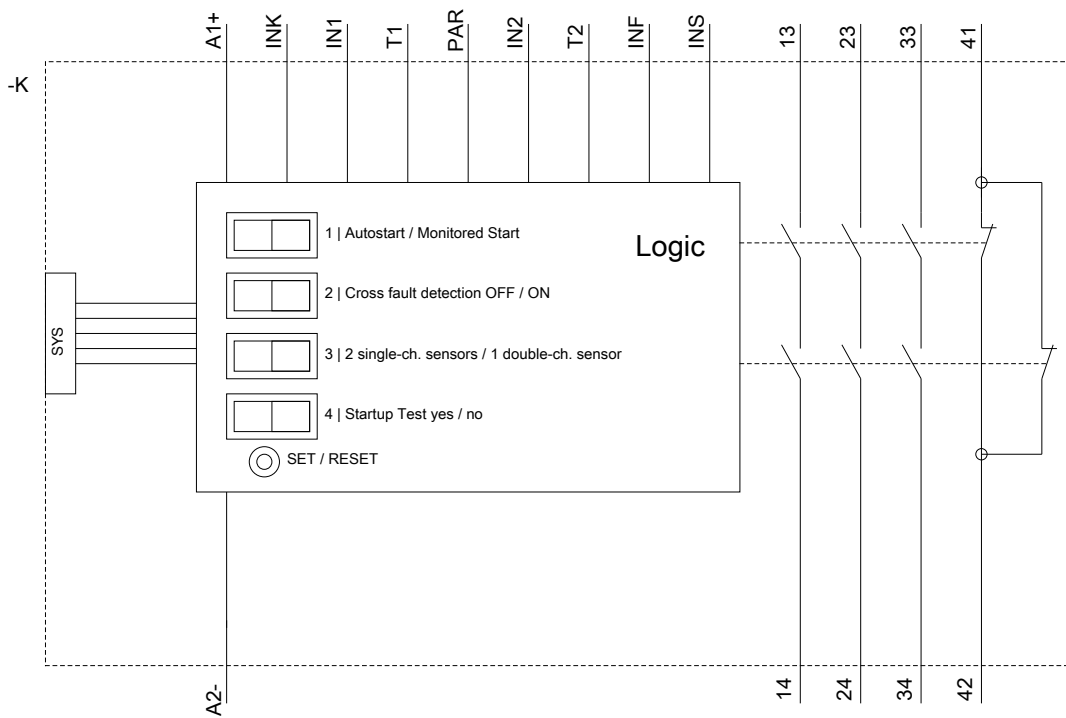 A1+
INK
IN1
T1
PAR
IN2
T2
INF
INS
13
23
33
41
-K
1 | Autostart / Monitored Start
Logic
2 | Cross fault detection OFF / ON
SYS
3 | 2 single-ch. sensors / 1 double-ch. sensor
4 | Startup Test yes / no
SET / RESET
A2-
14
24
34
42